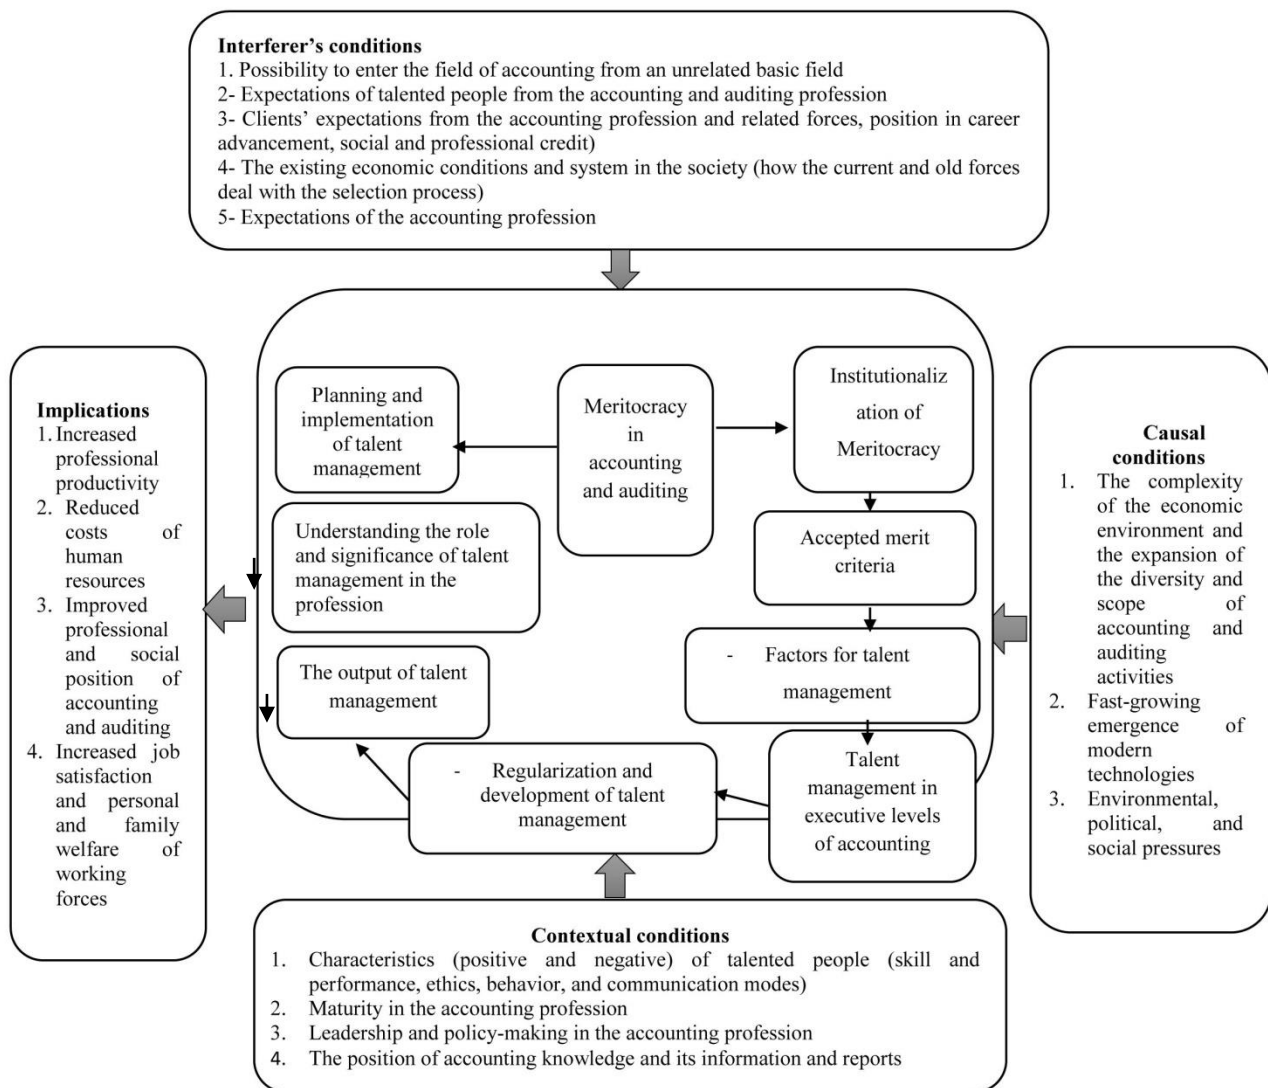 Interferer's conditions
1. Possibility to enter the field of accounting from an unrelated basic field
2- Expectations of talented people from the accounting and auditing profession
3- Clients' expectations from the accounting profession and related forces, position in career
advancement, social and professional credit)
4- The existing economic conditions and system in the society (how the current and old forces
deal with the selection process)
5- Expectations of the accounting profession
Implications
1. Increased
professional
productivity
2. Reduced
costs of
human
resources
3. Improved
professional
and social
position of
accounting
and auditing
4. Increased job
satisfaction
and personal
and family
welfare of
working
forces
Planning and
implementation
of talent
management
Meritocracy
in
accounting
and auditing
Institutionaliz
ation of
Meritocracy
Understanding the role
and significance of talent
management in the
profession
Accepted merit
criteria
The output of talent
management
- Factors for talent
management
- Regularization and
development of talent
management
Talent
management in
executive levels
of accounting
Causal
conditions
1. The complexity
of the economic
environment and
the expansion of
the diversity and
scope of
accounting and
auditing
activities
2. Fast-growing
emergence of
modern
technologies
3. Environmental,
political, and
social pressures
Contextual conditions
1. Characteristics (positive and negative) of talented people (skill and
performance, ethics, behavior, and communication modes)
2. Maturity in the accounting profession
3. Leadership and policy-making in the accounting profession
4. The position of accounting knowledge and its information and reports